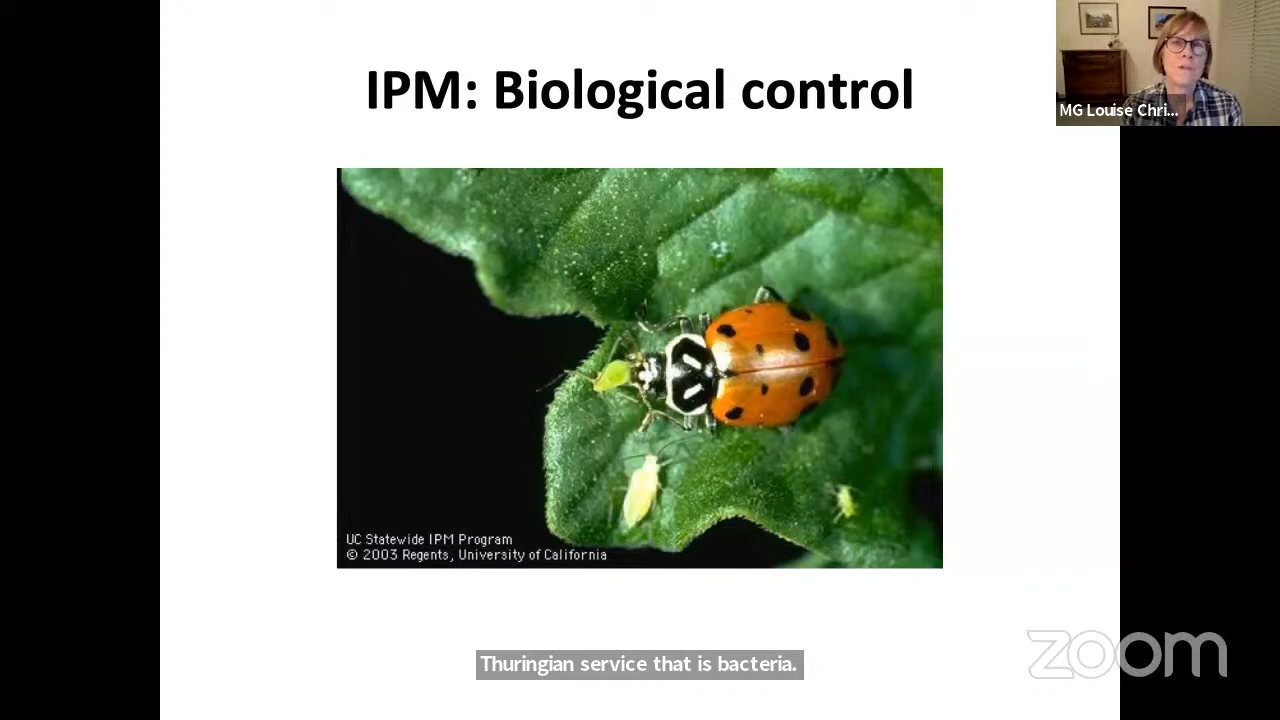 IPM: Biological control
MG Louise Chri...
UC Statewide IPM Program
© 2003 Regents, University of California
Thuringian service that is bacteria.
zoom